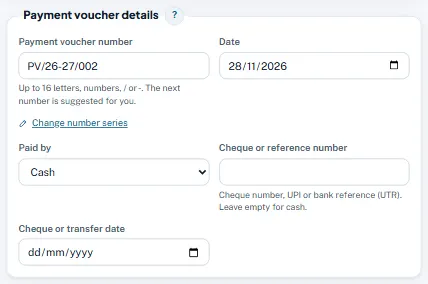 Payment voucher details ?
Payment voucher number
PV/26-27/002
Up to 16 letters, numbers, / or -. The next
number is suggested for you.
Change number series
Date
28/11/2026
Paid by
Cash
Cheque or reference number
Cheque number, UPI or bank reference (UTR).
Leave empty for cash.
Cheque or transfer date
dd/mm/yyyy